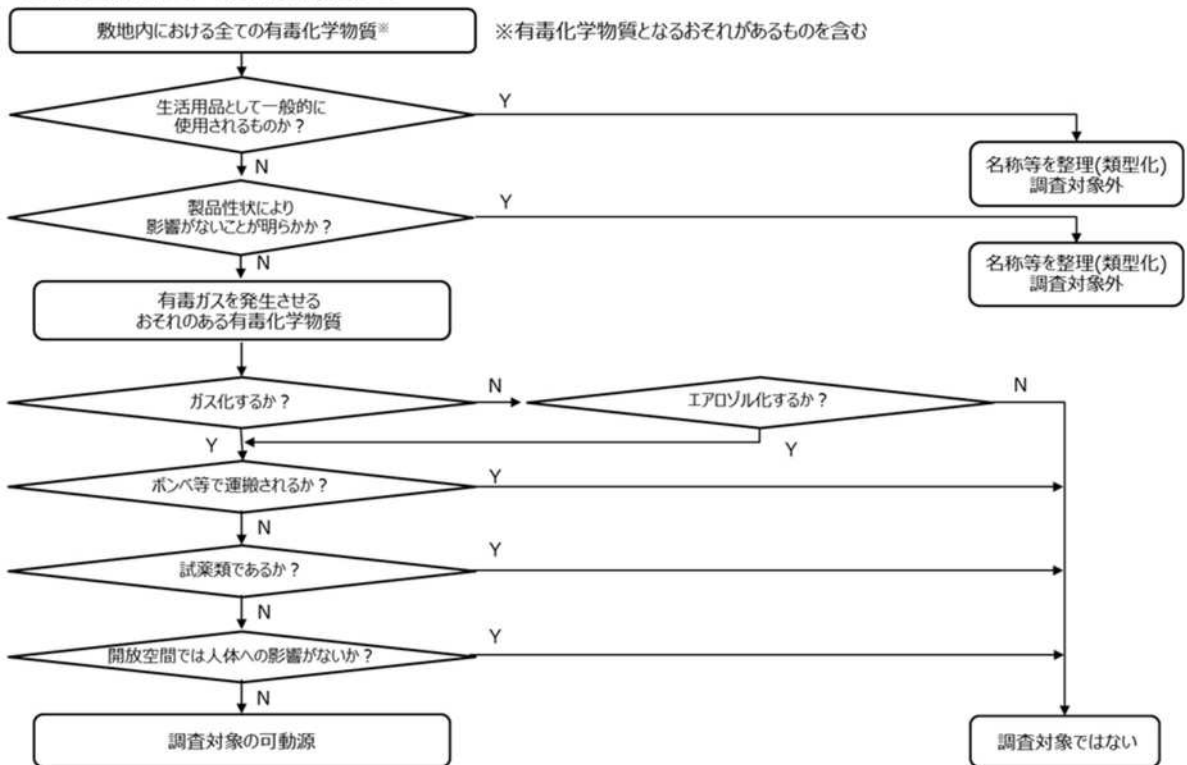 敷地内における全ての有毒化学物質※
※有毒化学物質となるおそれがあるものを含む
生活用品として一般的に
使用されるものか？
Y
N
名称等を整理(類型化)
調査対象外
製品性状により
影響がないことが明らかか？
Y
N
名称等を整理(類型化)
調査対象外
有毒ガスを発生させる
おそれのある有毒化学物質
ガス化するか？
N
エアロゾル化するか？
N
Y
Y
ボンベ等で運搬されるか？
Y
N
試薬類であるか？
Y
N
開放空間では人体への影響がないか？
Y
N
調査対象の可動源
調査対象ではない